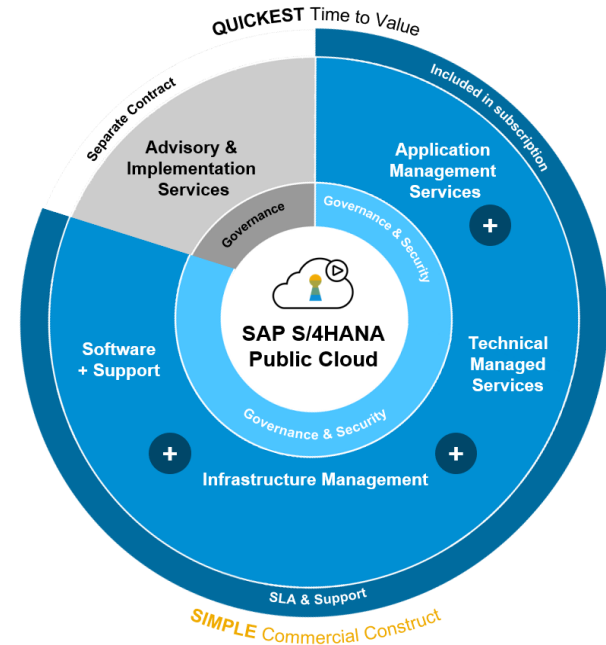 QUICKEST Time to Value
Separate Contract
Included in subscription
Advisory &
Implementation
Services
Application
Management
Services
Governance
Governance & Security
+
SAP S/4HANA
Public Cloud
Software
+ Support
Technical
Managed
Services
Governance & Security
+
+
Infrastructure Management
SLA & Support
SIMPLE Commercial Construct